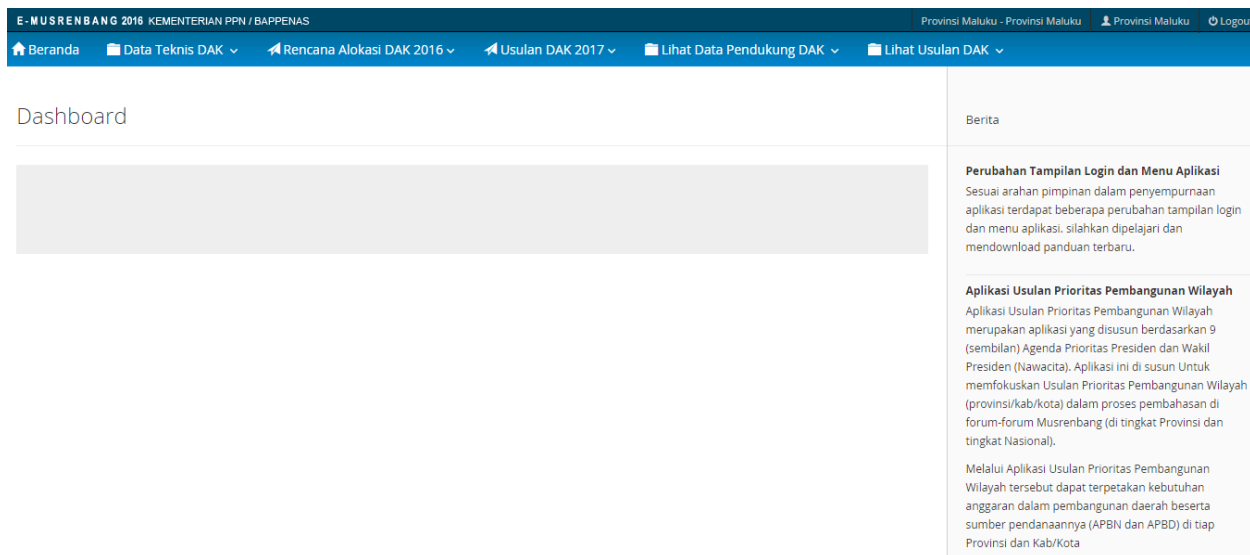 E-MUSRENBANG 2016 KEMENTERIAN PPN / BAPPENAS
Provinsi Maluku - Provinsi Maluku
Provinsi Maluku
Logou
Beranda
Data Teknis DAK
Rencana Alokasi DAK 2016
Usulan DAK 2017
Lihat Data Pendukung DAK
Lihat Usulan DAK
Dashboard
Berita
Perubahan Tampilan Login dan Menu Aplikasi
Sesuai arahan pimpinan dalam penyempurnaan
aplikasi terdapat beberapa perubahan tampilan login
dan menu aplikasi. silahkan dipelajari dan
mendownload panduan terbaru.
Aplikasi Usulan Prioritas Pembangunan Wilayah
Aplikasi Usulan Prioritas Pembangunan Wilayah
merupakan aplikasi yang disusun berdasarkan 9
(sembilan) Agenda Prioritas Presiden dan Wakil
Presiden (Nawacita). Aplikasi ini di susun Untuk
memfokuskan Usulan Prioritas Pembangunan Wilayah
(provinsi/kab/kota) dalam proses pembahasan di
forum-forum Musrenbang (di tingkat Provinsi dan
tingkat Nasional).
Melalui Aplikasi Usulan Prioritas Pembangunan
Wilayah tersebut dapat terpetakan kebutuhan
anggaran dalam pembangunan daerah beserta
sumber pendanaannya (APBN dan APBD) di tiap
Provinsi dan Kab/Kota